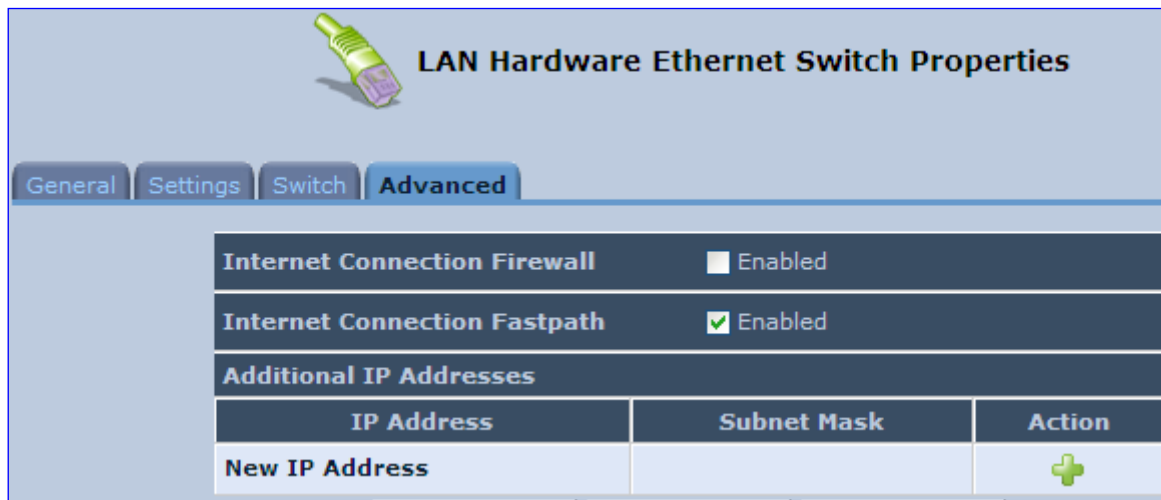 LAN Hardware Ethernet Switch Properties
General Settings Switch Advanced
Internet Connection Firewall Enabled
Internet Connection Fastpath Enabled
Additional IP Addresses
IP Address Subnet Mask Action
New IP Address